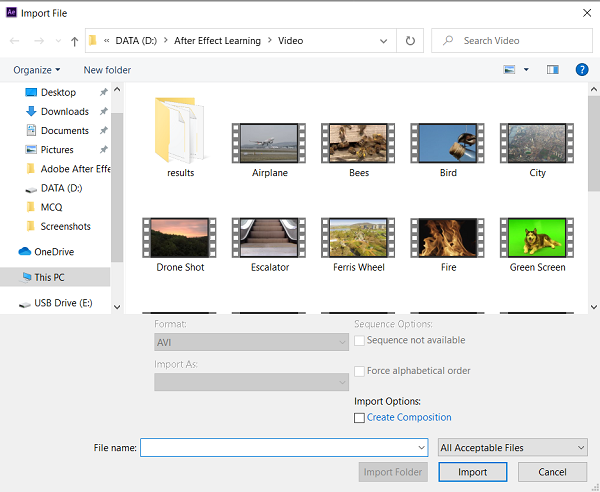 Ae Import File
« DATA (D:) > After Effect Learning > Video
Search Video
Organize
New folder
?
Desktop
Downloads
Documents
Pictures
Adobe After Effe
DATA (D:)
MCQ
Screenshots
OneDrive
This PC
USB Drive (E:)
results
Airplane
Bees
Bird
City
Drone Shot
Escalator
Ferris Wheel
Fire
Green Screen
Format:
AVI
Import As:
Sequence Options:
Sequence not available
Force alphabetical order
Import Options:
Create Composition
File name:
All Acceptable Files
Import Folder
Import
Cancel